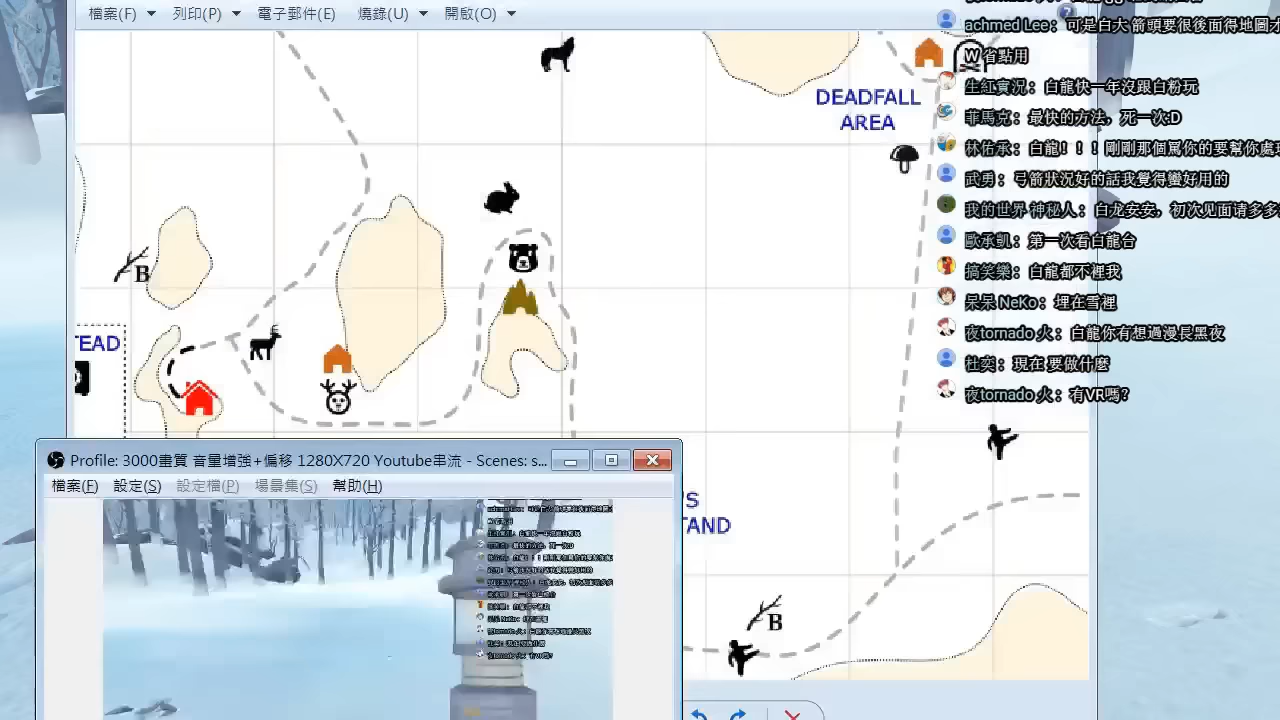 檔案(F) 列印(P) 電子郵件(E) 燒錄(U) 開啟(O)
achmed Lee: 可是白大 箭頭要很後面得地圖才
W 省點用
生紅實況: 白龍快一年沒跟白粉玩
菲馬克: 最快的方法，死一次:D
林佑承: 白龍！！！剛剛那個罵你的要幫你處
武勇: 弓箭狀況好的話我覺得蠻好用的
我的世界 神秘人: 白龙安安，初次见面请多多
歐承凱: 第一次看白龍台
搞笑樂: 白龍都不裡我
呆呆 NeKo: 埋在雪裡
夜tornado 火: 白龍你有想過漫長黑夜
杜奕: 現在 要做什麼
夜tornado 火: 有VR嗎?
DEADFALL
AREA
B
TEAD
S
TAND
B
Profile: 3000畫質 音量增強+偏移 1280X720 Youtube串流 - Scenes: s...
檔案(F) 設定(S) 設定檔(P) 場景集(S) 幫助(H)